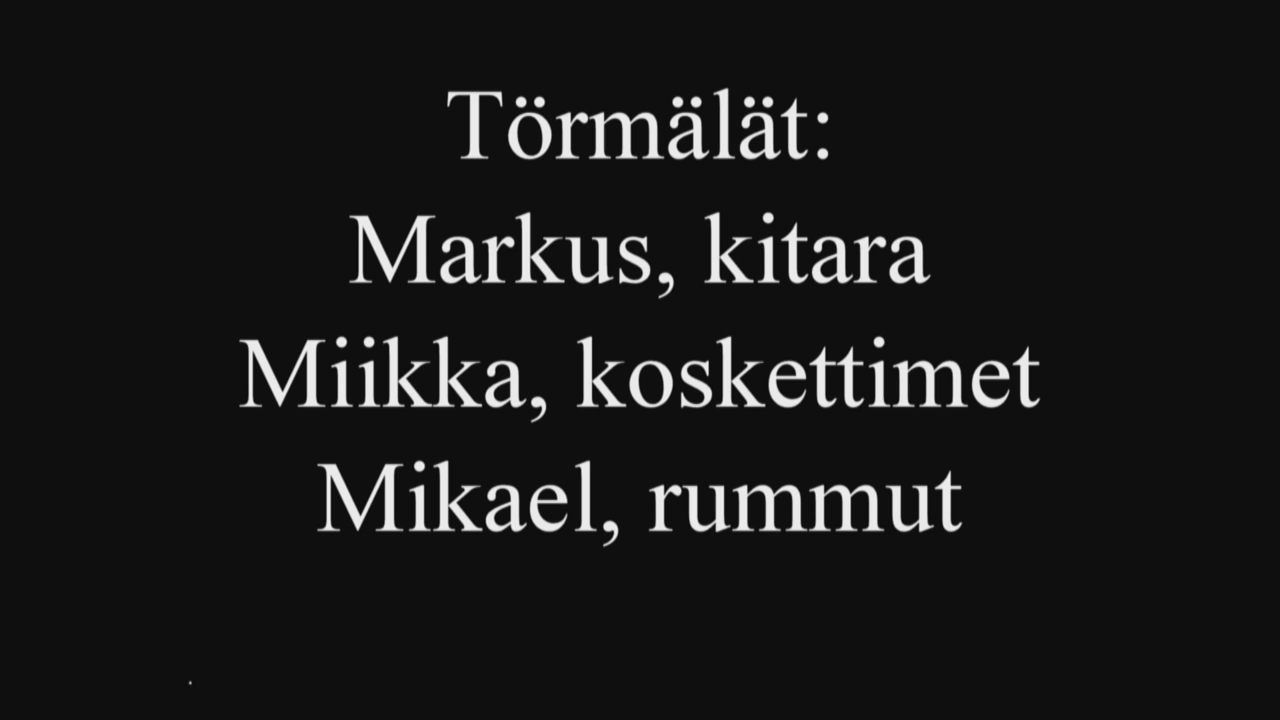 Törmälät:
Markus, kitara
Miikka, koskettimet
Mikael, rummut